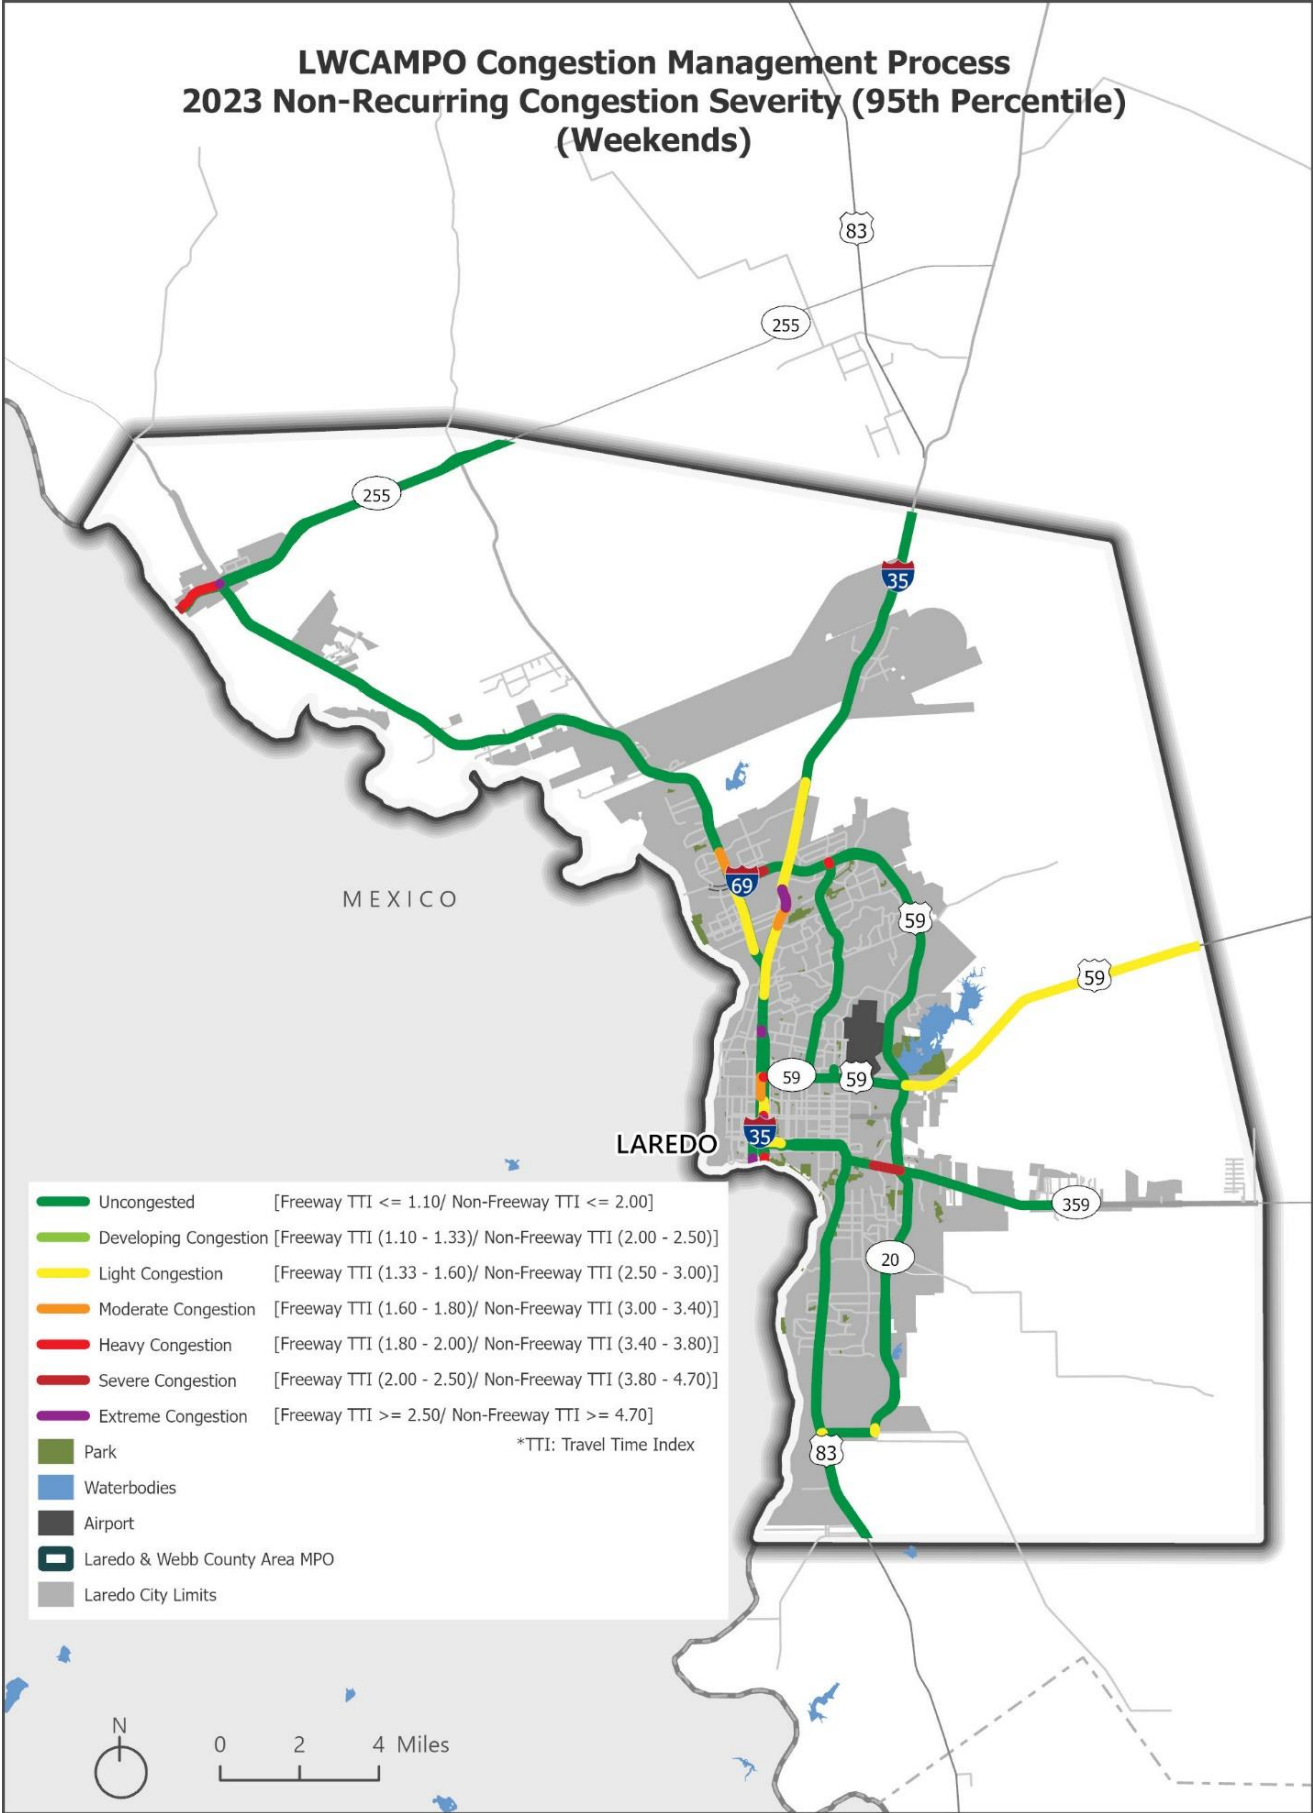 LWCAMPO Congestion Management Process
2023 Non-Recurring Congestion Severity (95th Percentile)
(Weekends)
83
255
255
35
69
59
MEXICO
59
59
59
35
LAREDO
359
20
83
Uncongested [Freeway TTI <= 1.10/ Non-Freeway TTI <= 2.00]
Developing Congestion [Freeway TTI (1.10 - 1.33)/ Non-Freeway TTI (2.00 - 2.50)]
Light Congestion [Freeway TTI (1.33 - 1.60)/ Non-Freeway TTI (2.50 - 3.00)]
Moderate Congestion [Freeway TTI (1.60 - 1.80)/ Non-Freeway TTI (3.00 - 3.40)]
Heavy Congestion [Freeway TTI (1.80 - 2.00)/ Non-Freeway TTI (3.40 - 3.80)]
Severe Congestion [Freeway TTI (2.00 - 2.50)/ Non-Freeway TTI (3.80 - 4.70)]
Extreme Congestion [Freeway TTI >= 2.50/ Non-Freeway TTI >= 4.70]
*TTI: Travel Time Index
Park
Waterbodies
Airport
Laredo & Webb County Area MPO
Laredo City Limits
N
0 2 4 Miles